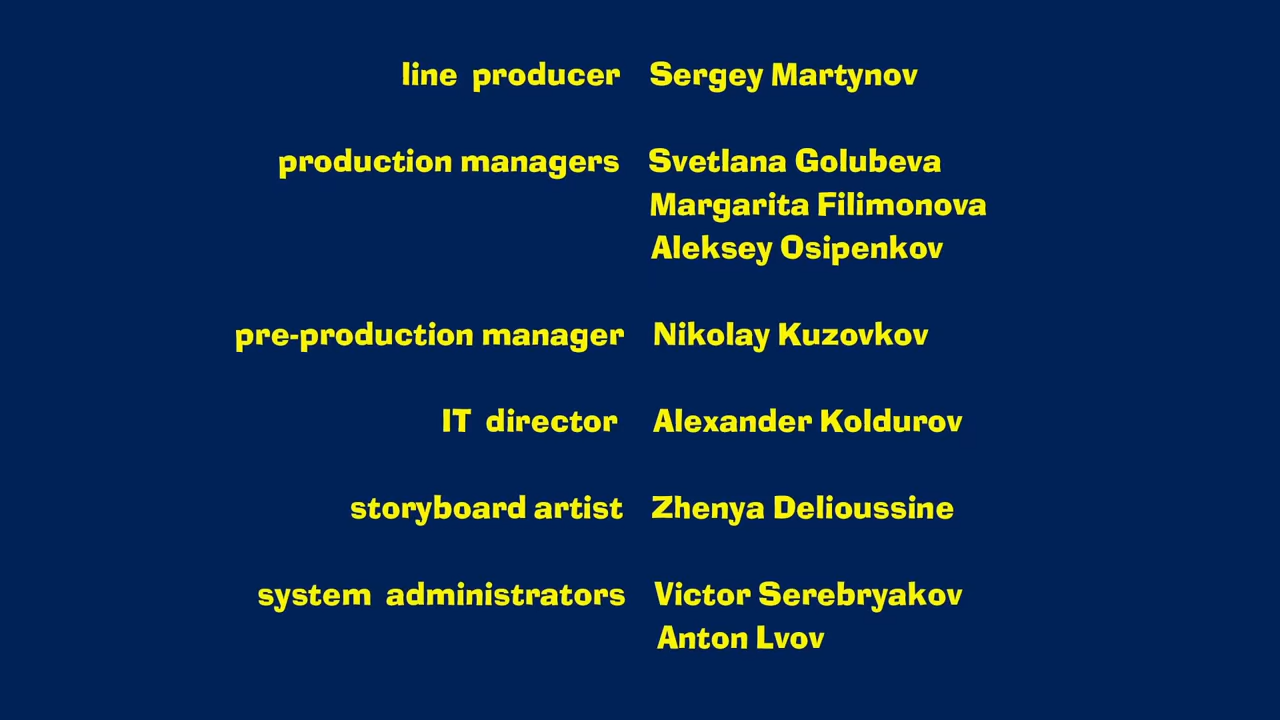 line producer Sergey Martynov
production managers Svetlana Golubeva
Margarita Filimonova
Aleksey Osipenkov
pre-production manager Nikolay Kuzovkov
IT director Alexander Koldurov
storyboard artist Zhenya Delioussine
system administrators Victor Serebryakov
Anton Lvov